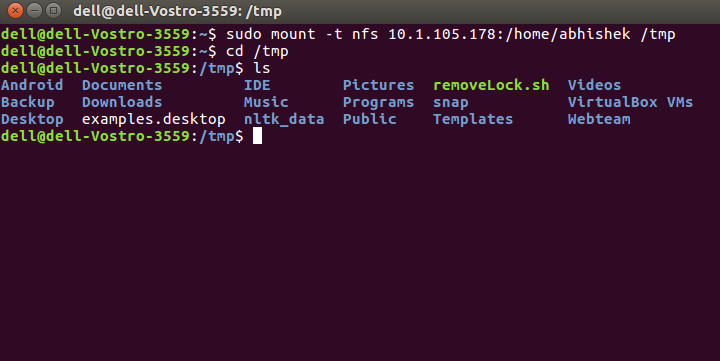 dell@dell-Vostro-3559: /tmp
dell@dell-Vostro-3559:~$ sudo mount -t nfs 10.1.105.178:/home/abhishek /tmp
dell@dell-Vostro-3559:~$ cd /tmp
dell@dell-Vostro-3559:/tmp$ ls
Android  Documents         IDE        Pictures  removeLock.sh  Videos
Backup   Downloads         Music      Programs  snap           VirtualBox VMs
Desktop  examples.desktop  nltk_data  Public    Templates      Webteam
dell@dell-Vostro-3559:/tmp$